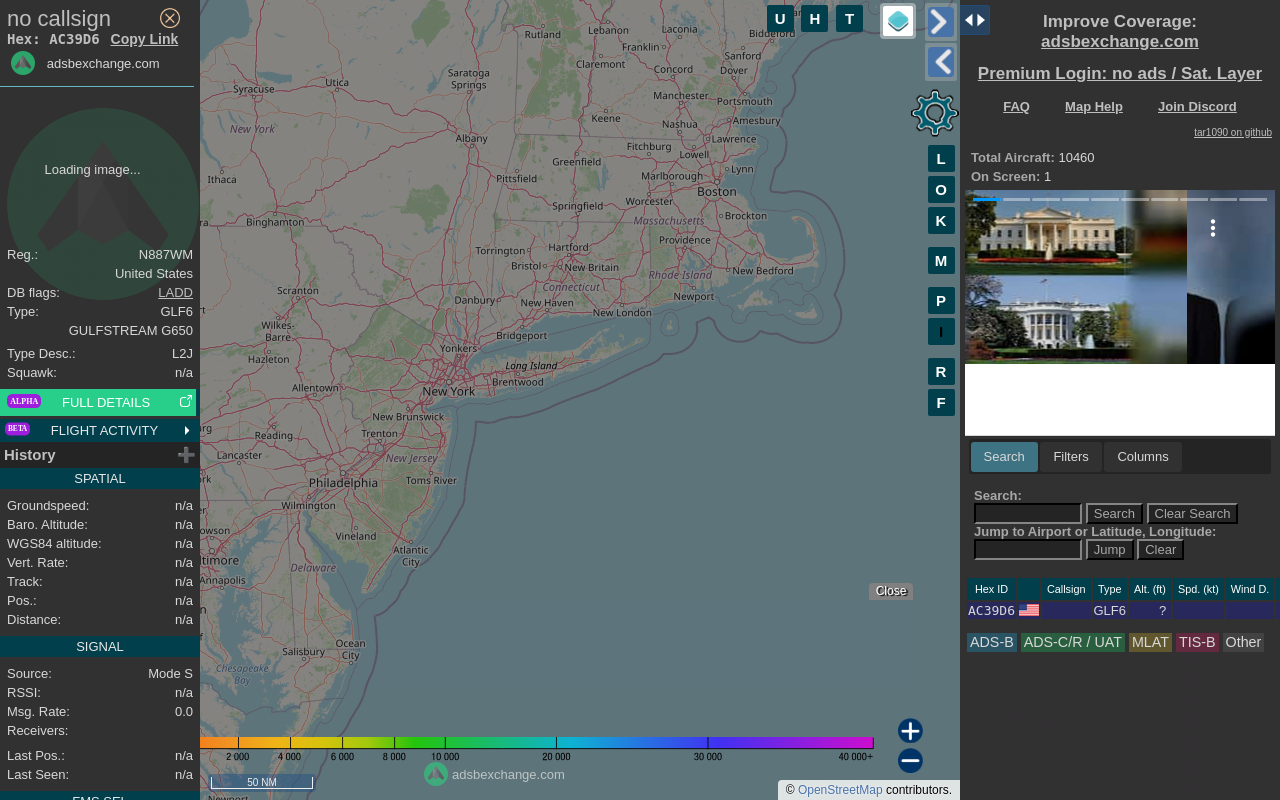 no callsign
Hex: AC39D6 Copy Link
adsbexchange.com
Loading image...
Reg.: N887WM
United States
DB flags: LADD
Type: GLF6
GULFSTREAM G650
Type Desc.: L2J
Squawk: n/a
ALPHA FULL DETAILS
BETA FLIGHT ACTIVITY
History
SPATIAL
Groundspeed: n/a
Baro. Altitude: n/a
WGS84 altitude: n/a
Vert. Rate: n/a
Track: n/a
Pos.: n/a
Distance: n/a
SIGNAL
Source: Mode S
RSSI: n/a
Msg. Rate: 0.0
Receivers:
Last Pos.: n/a
Last Seen: n/a
FMS SEL
U H T
L
O
K
M
P
I
R
F
Rutland
Lebanon
Laconia
Biddeford
Franklin
Sanford
Claremont
Concord
Dover
Saratoga
Springs
Utica
Syracuse
Manchester
Portsmouth
Keene
Nashua
Amesbury
New York
Albany
Fitchburg
Lawrence
Lowell
Greenfield
Lynn
Ithaca
Pittsfield
Marlborough
Boston
Worcester
Springfield
Massachusetts
Brockton
Binghamton
Providence
Torrington
Hartford
Bristol
New Britain
Rhode Island
New Bedford
Connecticut
Scranton
Danbury
New Haven
Newport
New London
Wilkes-
Barre
Bridgeport
Yonkers
Hazleton
Long Island
Brentwood
Allentown
New York
New Brunswick
Reading
Trenton
Lancaster
New Jersey
Philadelphia
Toms River
Wilmington
Vineland
Atlantic
City
Annapolis
Delaware
Ocean
City
Salisbury
Chesapeake
Bay
Newport
Close
2 000 4 000 6 000 8 000 10 000 20 000 30 000 40 000+
adsbexchange.com
50 NM
© OpenStreetMap contributors.
Improve Coverage:
adsbexchange.com
Premium Login: no ads / Sat. Layer
FAQ Map Help Join Discord
tar1090 on github
Total Aircraft: 10460
On Screen: 1
Search Filters Columns
Search:
Search Clear Search
Jump to Airport or Latitude, Longitude:
Jump Clear
Hex ID Callsign Type Alt. (ft) Spd. (kt) Wind D.
AC39D6 GLF6 ?
ADS-B ADS-C/R / UAT MLAT TIS-B Other